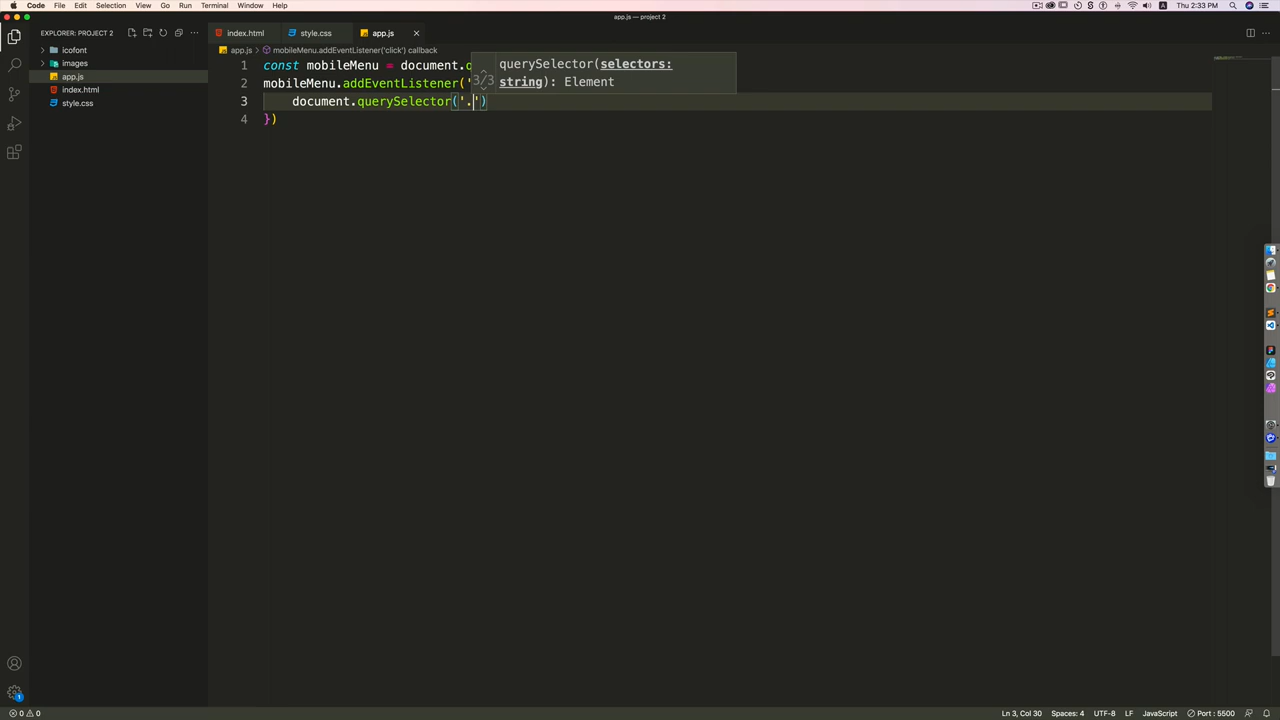 Code File Edit Selection View Go Run Terminal Window Help
Thu 2:33 PM
app.js — project 2
EXPLORER: PROJECT 2
index.html
style.css
app.js
icofont
images
app.js
index.html
style.css
app.js > mobileMenu.addEventListener('click') callback
1 const mobileMenu = document.q
2 mobileMenu.addEventListener('
3 document.querySelector('.')
4 })
3/3
querySelector(selectors:
string): Element
1
0 0
Ln 3, Col 30
Spaces: 4
UTF-8
LF
JavaScript
Port : 5500